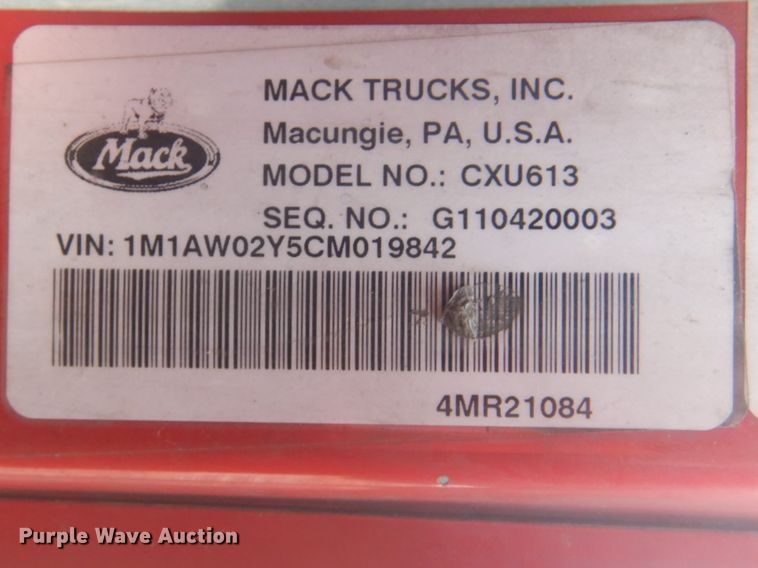 Mack
MACK TRUCKS, INC.
Macungie, PA, U.S.A.
MODEL NO.: CXU613
SEQ. NO.: G110420003
VIN: 1M1AW02Y5CM019842
4MR21084
Purple Wave Auction